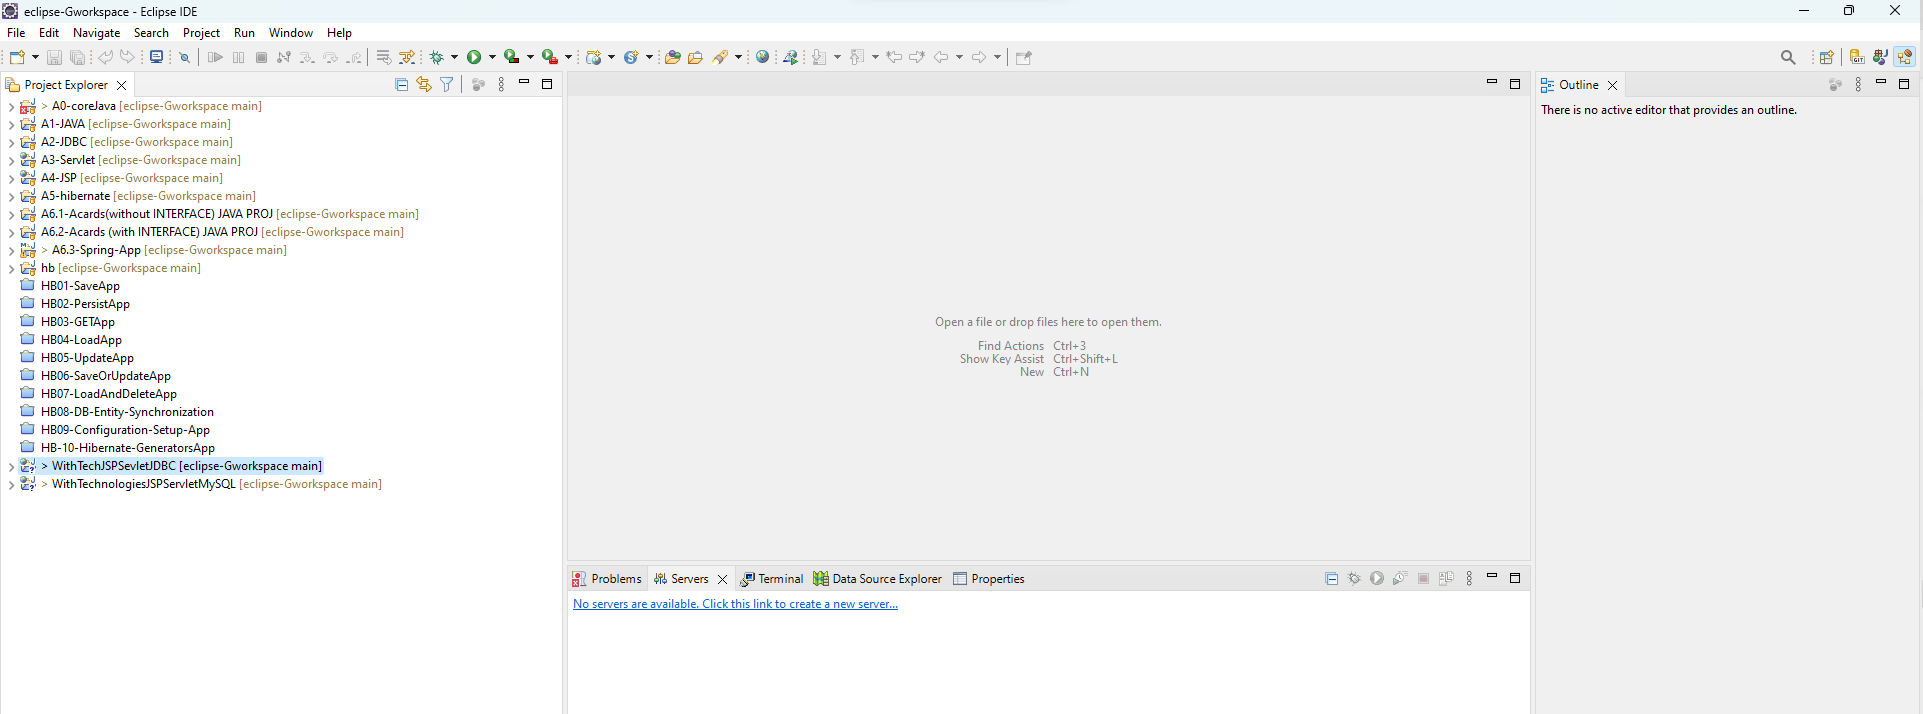 eclipse-Gworkspace - Eclipse IDE
File Edit Navigate Search Project Run Window Help
Project Explorer
> A0-coreJava [eclipse-Gworkspace main]
A1-JAVA [eclipse-Gworkspace main]
A2-JDBC [eclipse-Gworkspace main]
A3-Servlet [eclipse-Gworkspace main]
A4-JSP [eclipse-Gworkspace main]
A5-hibernate [eclipse-Gworkspace main]
A6.1-Acards(without INTERFACE) JAVA PROJ [eclipse-Gworkspace main]
A6.2-Acards (with INTERFACE) JAVA PROJ [eclipse-Gworkspace main]
> A6.3-Spring-App [eclipse-Gworkspace main]
hb [eclipse-Gworkspace main]
HB01-SaveApp
HB02-PersistApp
HB03-GETApp
HB04-LoadApp
HB05-UpdateApp
HB06-SaveOrUpdateApp
HB07-LoadAndDeleteApp
HB08-DB-Entity-Synchronization
HB09-Configuration-Setup-App
HB-10-Hibernate-GeneratorsApp
> WithTechJSPSevletJDBC [eclipse-Gworkspace main]
> WithTechnologiesJSPServletMySQL [eclipse-Gworkspace main]
Open a file or drop files here to open them.
Find Actions Ctrl+3
Show Key Assist Ctrl+Shift+L
New Ctrl+N
Problems Servers Terminal Data Source Explorer Properties
No servers are available. Click this link to create a new server...
Outline
There is no active editor that provides an outline.